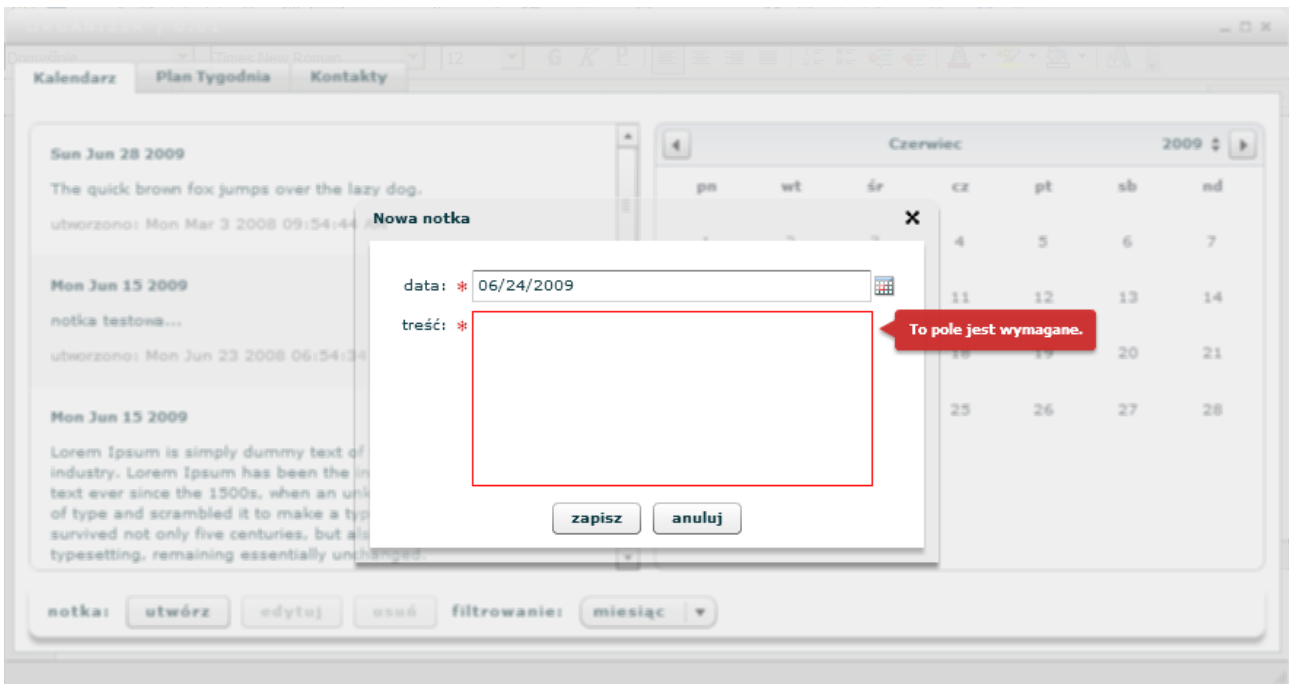 Times New Roman
12
G K P
Kalendarz Plan Tygodnia Kontakty
Sun Jun 28 2009
The quick brown fox jumps over the lazy dog.
utworzono: Mon Mar 3 2008 09:54:44
Mon Jun 15 2009
notka testowa...
utworzono: Mon Jun 23 2008 06:54:34
Mon Jun 15 2009
Lorem Ipsum is simply dummy text of
industry. Lorem Ipsum has been the
text ever since the 1500s, when an
of type and scrambled it to make a
survived not only five centuries, but
typesetting, remaining essentially unchanged.
Czerwiec 2009
pn wt śr cz pt sb nd
4 5 6 7
11 12 13 14
18 19 20 21
25 26 27 28
Nowa notka
data: * 06/24/2009
treść: *
To pole jest wymagane.
zapisz anuluj
notka: utwórz edytuj usuń filtrowanie: miesiąc